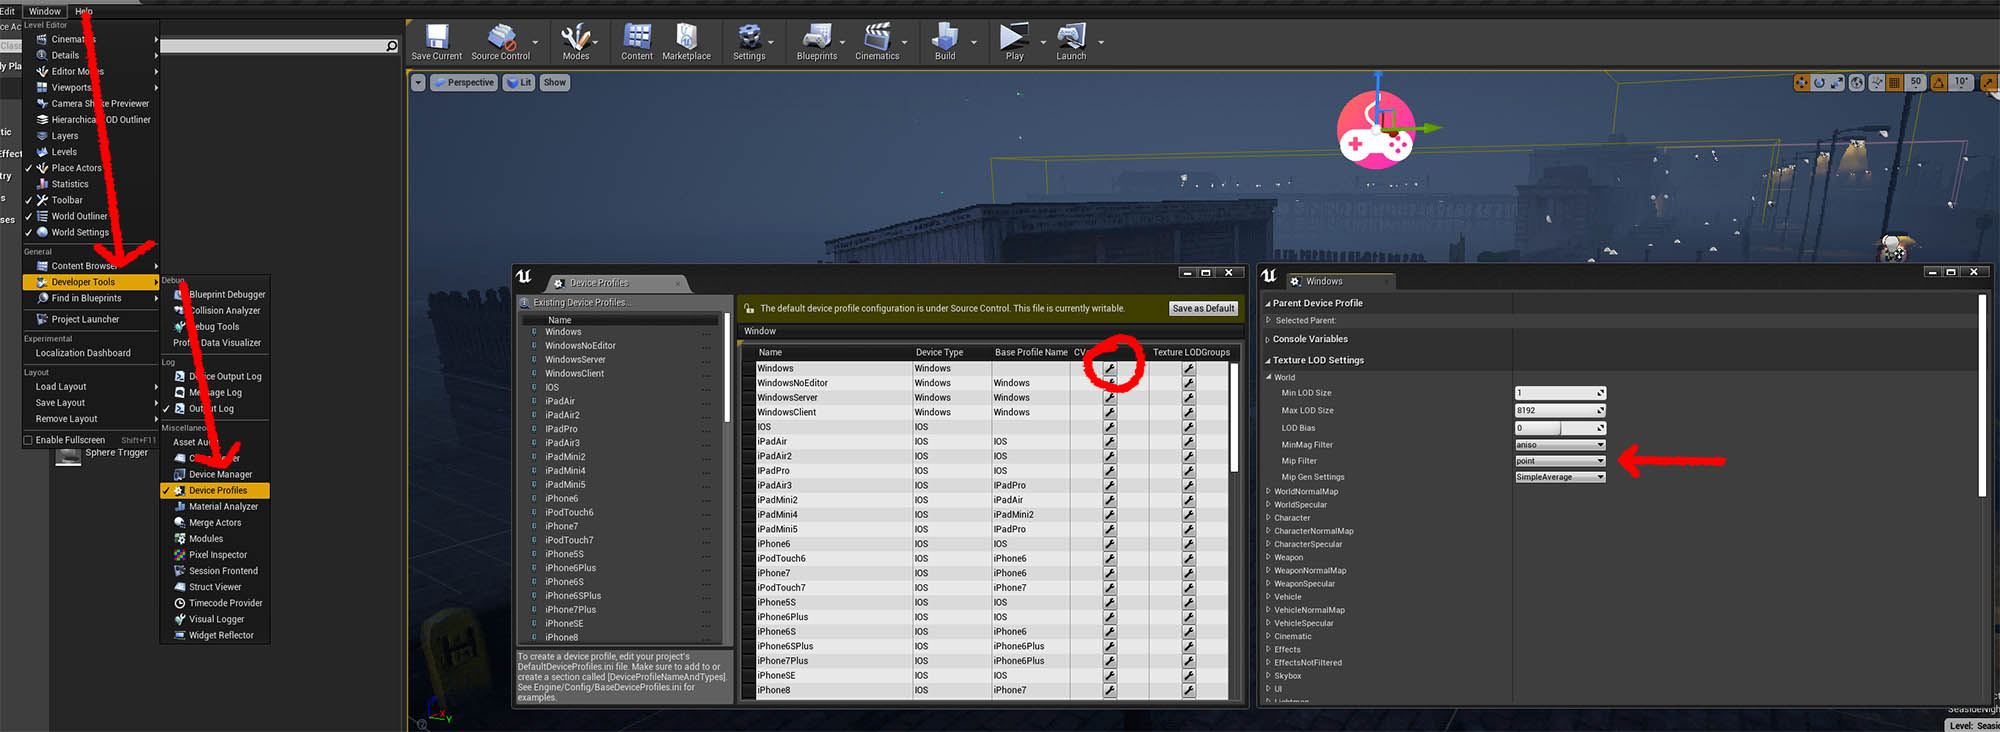 Edit Window Help
Level Editor
Cinematics
Details
Editor Modes
Viewports
Camera Shake Previewer
Hierarchical LOD Outliner
Layers
Levels
Place Actors
Statistics
Toolbar
World Outliner
World Settings
General
Content Browser
Developer Tools
Find in Blueprints
Project Launcher
Experimental
Localization Dashboard
Layout
Load Layout
Save Layout
Remove Layout
Enable Fullscreen Shift+F11
Sphere Trigger
Debug
Blueprint Debugger
Collision Analyzer
Debug Tools
Data Visualizer
Log
Device Output Log
Message Log
Output Log
Miscellaneous
Asset Audit
Device Manager
Device Profiles
Material Analyzer
Merge Actors
Modules
Pixel Inspector
Session Frontend
Struct Viewer
Timecode Provider
Visual Logger
Widget Reflector
Save Current Source Control Modes Content Marketplace Settings Blueprints Cinematics Build Play Launch
Perspective Lit Show
50 10°
Device Profiles
Existing Device Profiles...
Name
Windows
WindowsNoEditor
WindowsServer
WindowsClient
IOS
iPadAir
iPadAir2
IPadPro
iPadAir3
iPadMini2
iPadMini4
iPadMini5
iPhone6
iPodTouch6
iPhone7
iPodTouch7
iPhone5S
iPhone6Plus
iPhone6S
iPhone6SPlus
iPhone7Plus
iPhoneSE
iPhone8
To create a device profile, edit your project's
DefaultDeviceProfiles.ini file. Make sure to add to or
create a section called [DeviceProfileNameAndTypes].
See Engine/Config/BaseDeviceProfiles.ini for
examples.
The default device profile configuration is under Source Control. This file is currently writable. Save as Default
Window
Name Device Type Base Profile Name Texture LODGroups
Windows Windows
WindowsNoEditor Windows Windows
WindowsServer Windows Windows
WindowsClient Windows Windows
IOS IOS
iPadAir IOS IOS
iPadAir2 IOS IOS
IPadPro IOS IOS
iPadAir3 IOS IPadPro
iPadMini2 IOS iPadAir
iPadMini4 IOS iPadMini2
iPadMini5 IOS IPadPro
iPhone6 IOS IOS
iPodTouch6 IOS iPhone6
iPhone7 IOS iPhone6
iPodTouch7 IOS iPhone7
iPhone5S IOS IOS
iPhone6Plus IOS IOS
iPhone6S IOS iPhone6
iPhone6SPlus IOS iPhone6Plus
iPhone7Plus IOS iPhone6Plus
iPhoneSE IOS IOS
iPhone8 IOS iPhone7
Windows
Parent Device Profile
Selected Parent:
Console Variables
Texture LOD Settings
World
Min LOD Size 1
Max LOD Size 8192
LOD Bias 0
MinMag Filter aniso
Mip Filter point
Mip Gen Settings SimpleAverage
WorldNormalMap
WorldSpecular
Character
CharacterNormalMap
CharacterSpecular
Weapon
WeaponNormalMap
WeaponSpecular
Vehicle
VehicleNormalMap
VehicleSpecular
Cinematic
Effects
EffectsNotFiltered
Skybox
UI
Level: